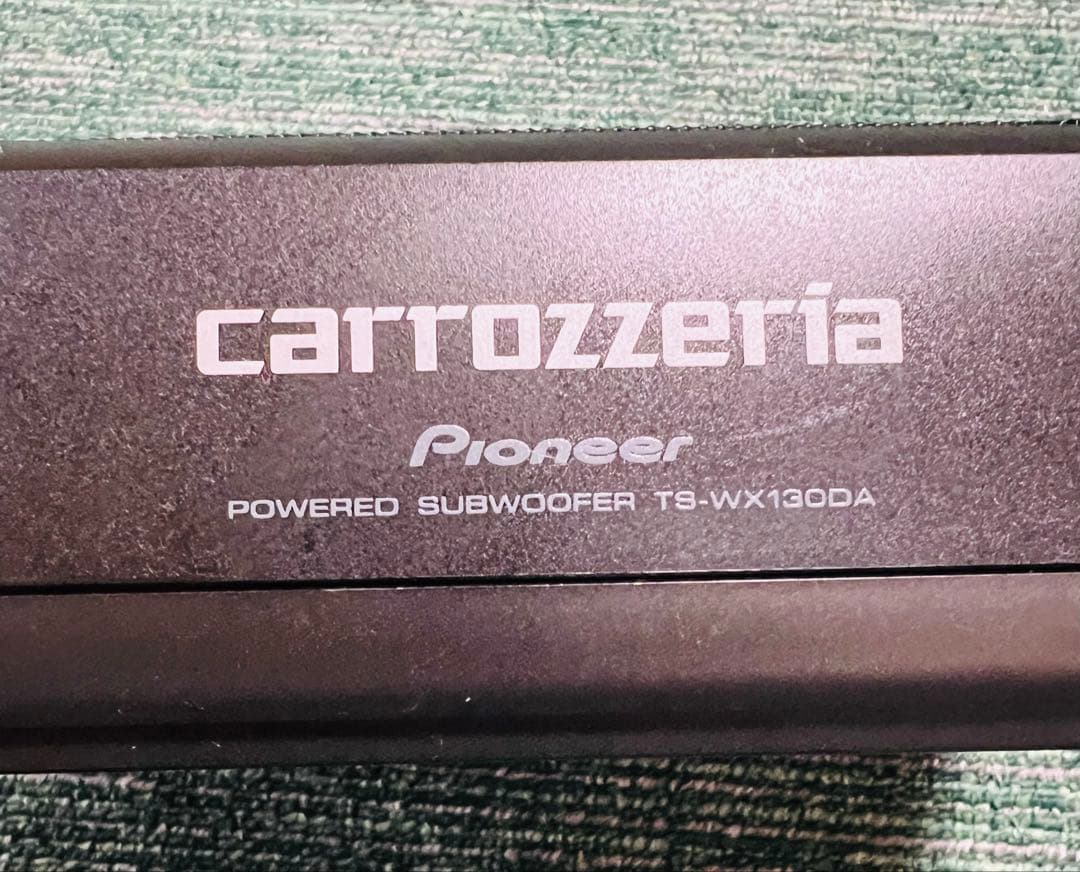 carrozzeria
Pioneer
POWERED SUBWOOFER TS-WX130DA